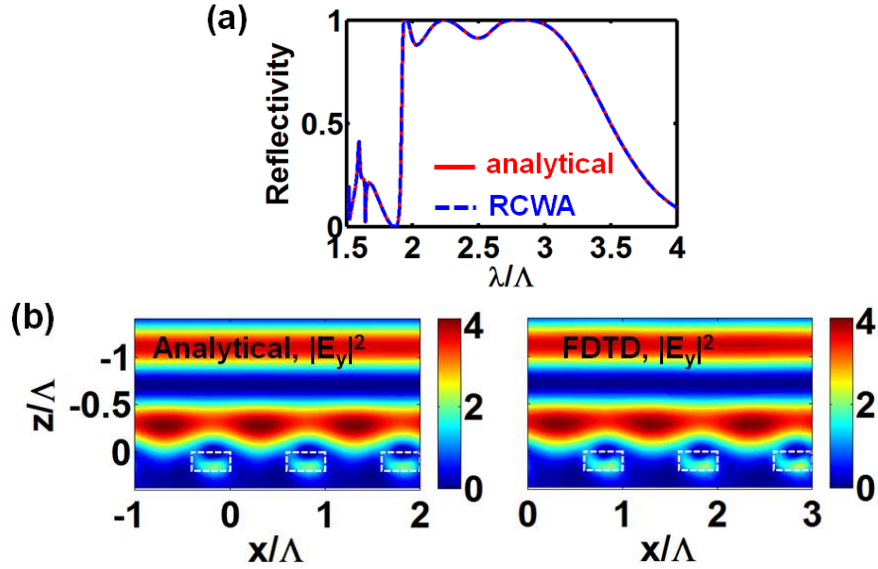 (a)
Reflectivity
1
0.5
0
analytical
RCWA
1.5 2 2.5 3 3.5 4
λ/Λ
(b)
Analytical, |E_y|²
FDTD, |E_y|²
z/Λ
-1
-0.5
0
4
2
0
4
2
0
-1 0 1 2
0 1 2 3
x/Λ
x/Λ